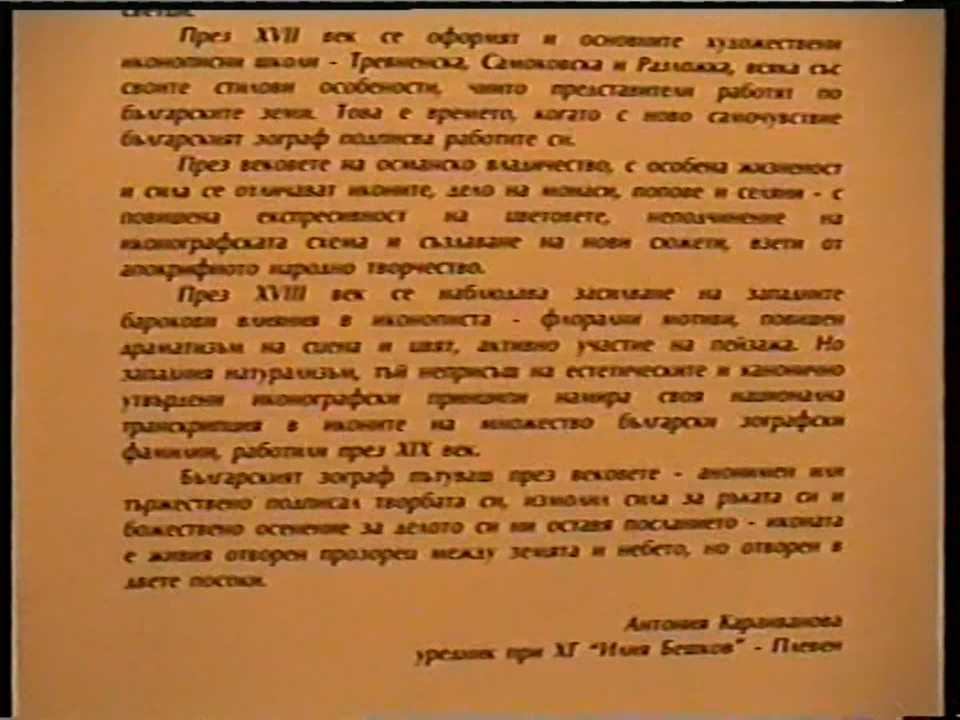 През XVII век се оформят и основните художествени
иконописни школи - Тревненска, Самоковска и Разложка, всяка със
своите стилови особености, чиито представители работят по
българските земи. Това е времето, когато с ново самочувствие
българският зограф подписва работите си.
През вековете на османско владичество, с особена жизненост
и сила се отличават иконите, дело на монаси, попове и селяни - с
повишена експресивност на цветовете, неподчинение на
иконографската схема и създаване на нови сюжети, взети от
апокрифното народно творчество.
През XVIII век се наблюдава засилване на западните
барокови влияния в иконописта - флорални мотиви, повишен
драматизъм на сцена и цвят, активно участие на пейзажа. Но
западния натурализъм, тъй неприсъщ на естетическите и канонично
утвърдени иконографски принципи намира своя национална
транскрипция в иконите на множество български зографски
фамилии, работили през XIX век.
Българският зограф пътуваш през вековете - анонимен или
тържествено подписал творбата си, измолил сила за ръката си и
божествено осенение за делото си ни оставя посланието - иконата
е живия отворен прозорец между земята и небето, но отворен в
двете посоки.
Антония Караиванова
уредник при ХГ "Илия Бешков" - Плевен